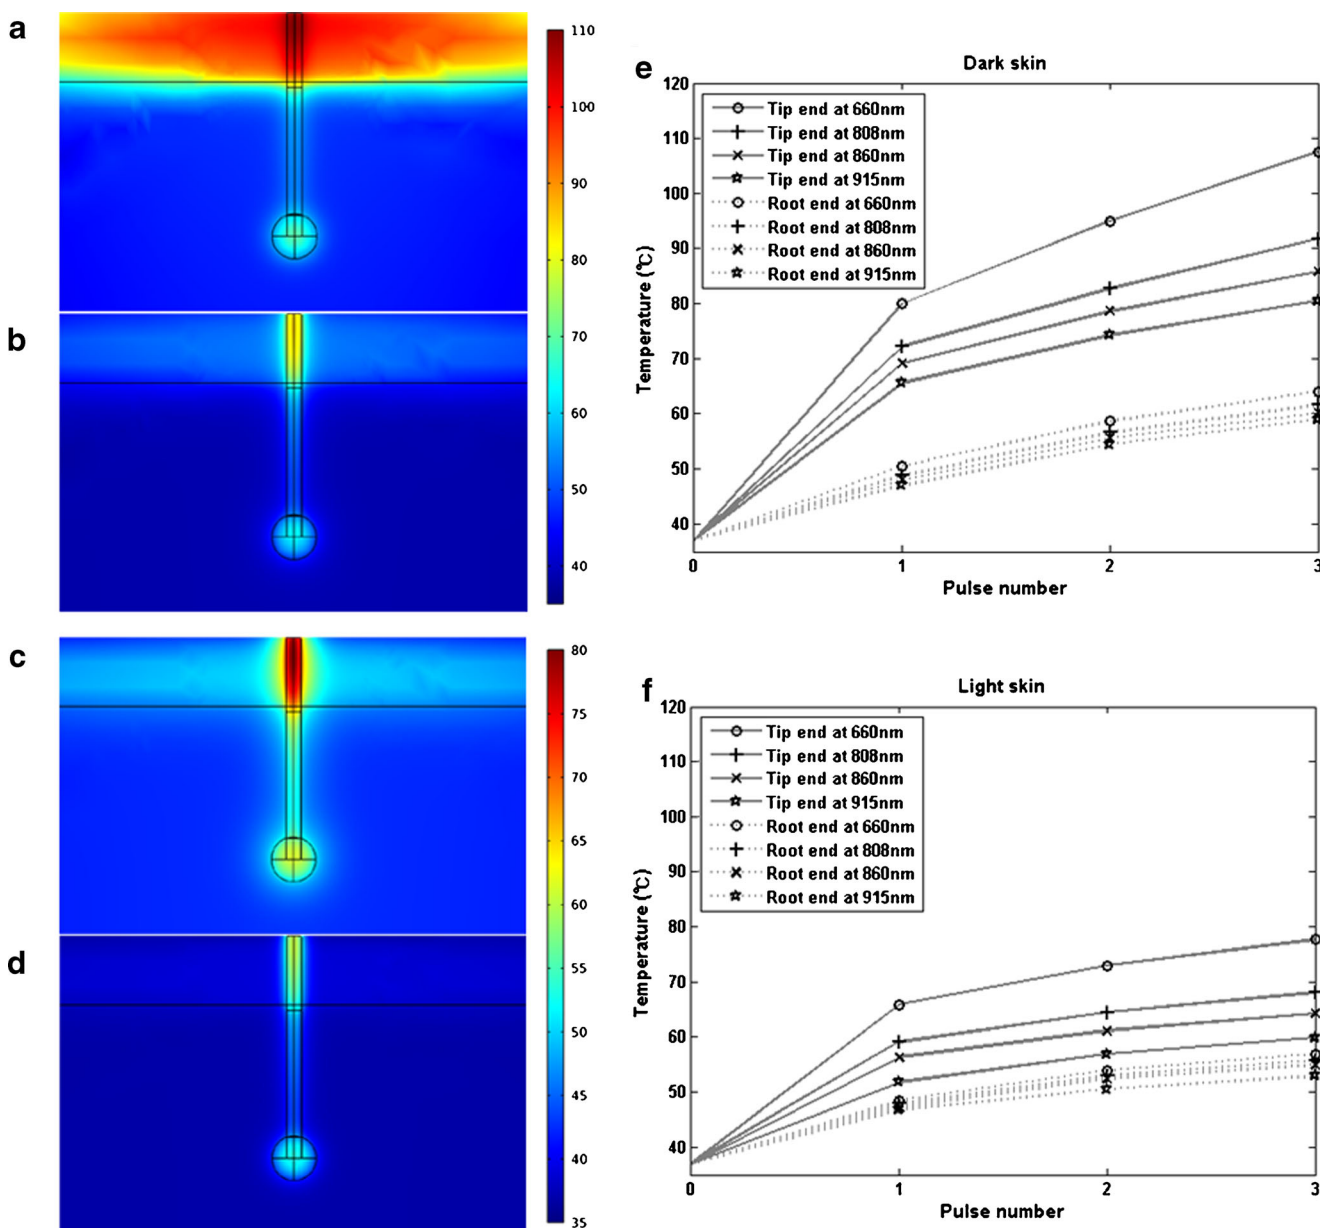 a
110
100
90
80
70
60
50
40
b
c
80
75
70
65
60
55
50
45
40
35
d
e
Dark skin
120
110
100
90
80
70
60
50
40
Temperature (℃)
Tip end at 660nm
Tip end at 808nm
Tip end at 860nm
Tip end at 915nm
Root end at 660nm
Root end at 808nm
Root end at 860nm
Root end at 915nm
0
1
2
3
Pulse number
f
Light skin
120
110
100
90
80
70
60
50
40
Temperature (℃)
Tip end at 660nm
Tip end at 808nm
Tip end at 860nm
Tip end at 915nm
Root end at 660nm
Root end at 808nm
Root end at 860nm
Root end at 915nm
0
1
2
3
Pulse number